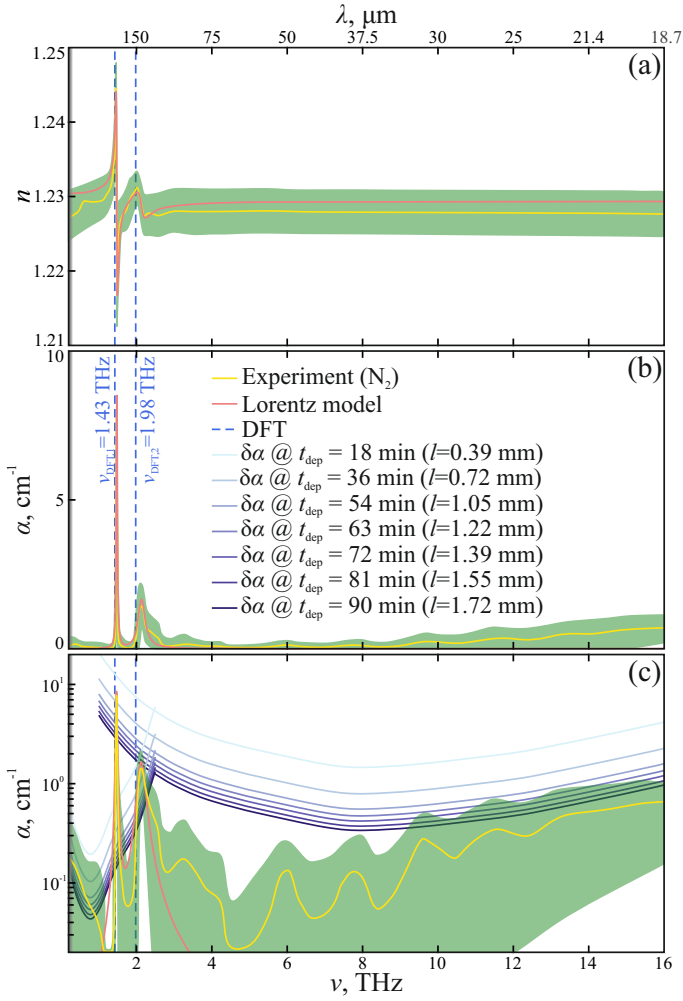 λ, μm
150 75 50 37.5 30 25 21.4 18.7
(a)
1.25
1.24
1.23
1.22
1.21
n
(b)
10
5
0
α, cm⁻¹
ν_DFT,1=1.43 THz
ν_DFT,2=1.98 THz
Experiment (N₂)
Lorentz model
DFT
δα @ t_dep = 18 min (l=0.39 mm)
δα @ t_dep = 36 min (l=0.72 mm)
δα @ t_dep = 54 min (l=1.05 mm)
δα @ t_dep = 63 min (l=1.22 mm)
δα @ t_dep = 72 min (l=1.39 mm)
δα @ t_dep = 81 min (l=1.55 mm)
δα @ t_dep = 90 min (l=1.72 mm)
(c)
10¹
10⁰
10⁻¹
α, cm⁻¹
2 4 6 8 10 12 14 16
ν, THz